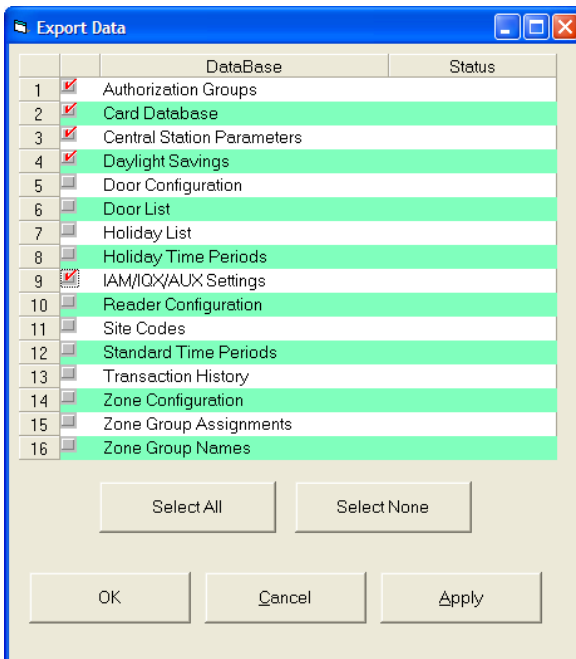 Export Data
DataBase Status
1 Authorization Groups
2 Card Database
3 Central Station Parameters
4 Daylight Savings
5 Door Configuration
6 Door List
7 Holiday List
8 Holiday Time Periods
9 IAM/IQX/AUX Settings
10 Reader Configuration
11 Site Codes
12 Standard Time Periods
13 Transaction History
14 Zone Configuration
15 Zone Group Assignments
16 Zone Group Names
Select All Select None
OK Cancel Apply